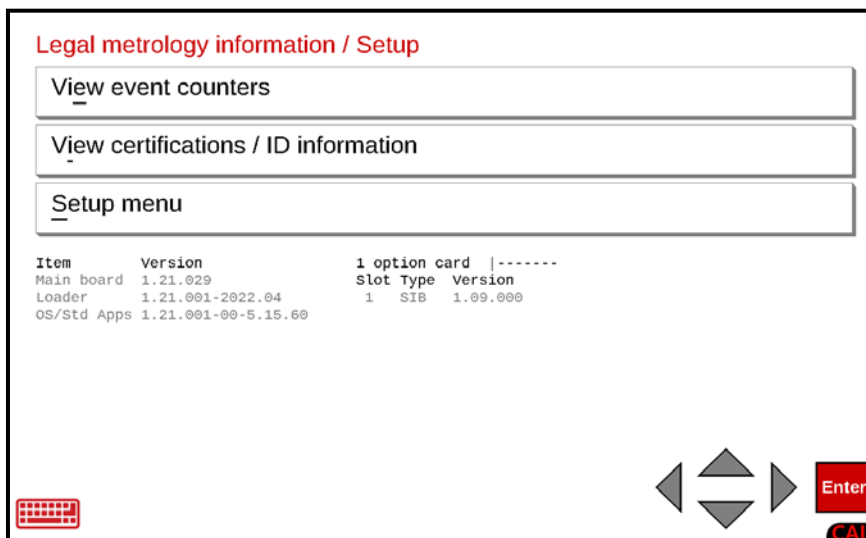 Legal metrology information / Setup
View event counters
View certifications / ID information
Setup menu
Item Version 1 option card |-------
Main board 1.21.029 Slot Type Version
Loader 1.21.001-2022.04 1 SIB 1.09.000
OS/Std Apps 1.21.001-00-5.15.60
Enter